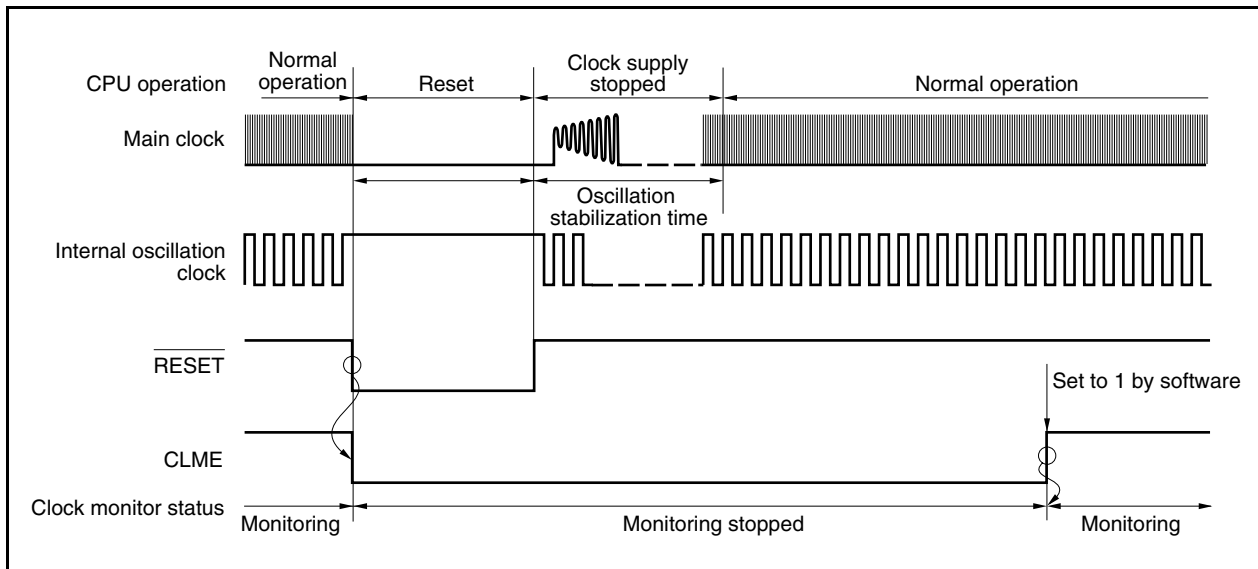 Normal
operation
Clock supply
stopped
CPU operation
Reset
Normal operation
Main clock
Oscillation
stabilization time
Internal oscillation
clock
RESET
Set to 1 by software
CLME
Clock monitor status
Monitoring
Monitoring stopped
Monitoring